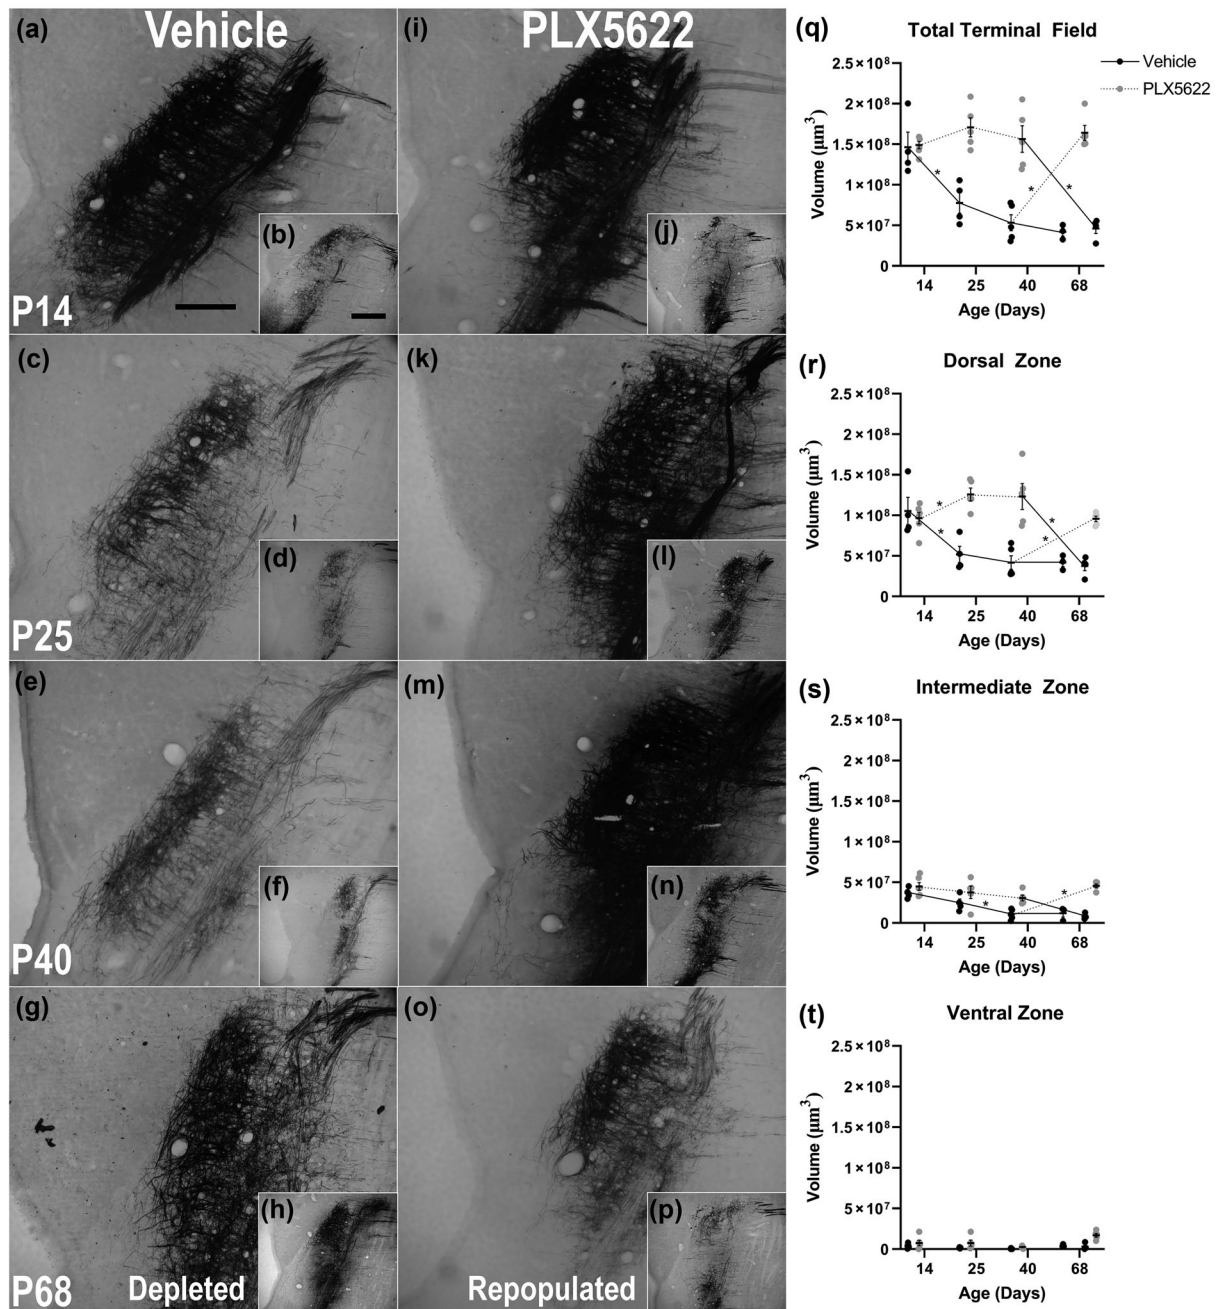 (a)
Vehicle
(i)
PLX5622
(b)
(j)
P14
(c)
(k)
(d)
(l)
P25
(e)
(m)
(f)
(n)
P40
(g)
(o)
(h)
(p)
P68
Depleted
Repopulated
(q)
Total Terminal Field
Vehicle
PLX5622
2.5×10⁸
2×10⁸
1.5×10⁸
1×10⁸
5×10⁷
0
Volume (μm³)
*
*
*
14 25 40 68
Age (Days)
(r)
Dorsal Zone
2.5×10⁸
2×10⁸
1.5×10⁸
1×10⁸
5×10⁷
0
Volume (μm³)
*
*
*
*
14 25 40 68
Age (Days)
(s)
Intermediate Zone
2.5×10⁸
2×10⁸
1.5×10⁸
1×10⁸
5×10⁷
0
Volume (μm³)
*
*
14 25 40 68
Age (Days)
(t)
Ventral Zone
2.5×10⁸
2×10⁸
1.5×10⁸
1×10⁸
5×10⁷
0
Volume (μm³)
14 25 40 68
Age (Days)